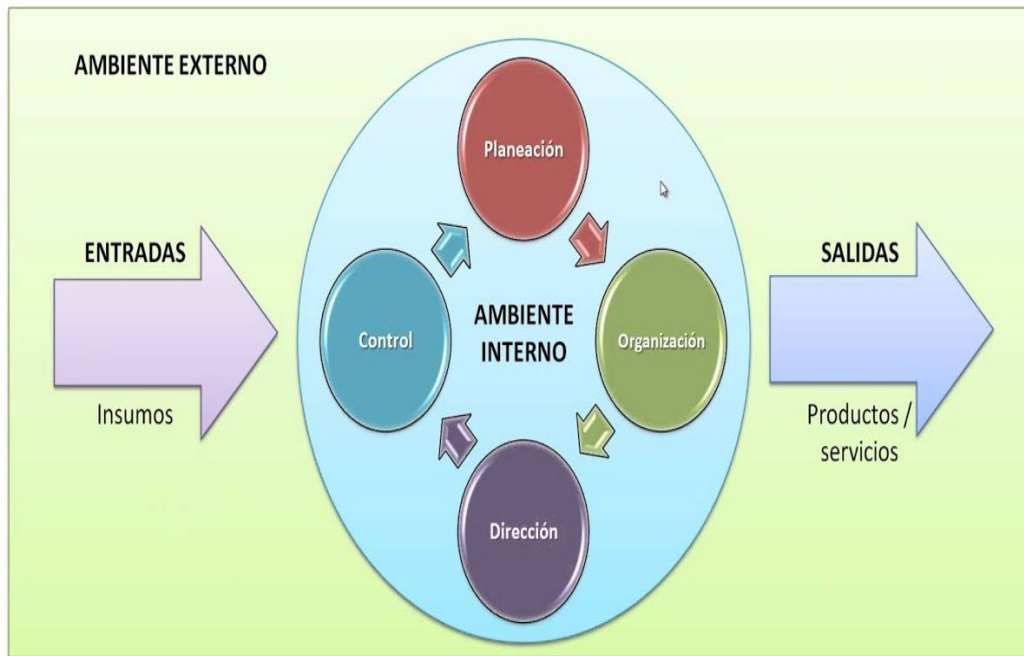 AMBIENTE EXTERNO
Planeación
ENTRADAS
SALIDAS
Control
AMBIENTE
INTERNO
Organización
Insumos
Productos /
servicios
Dirección